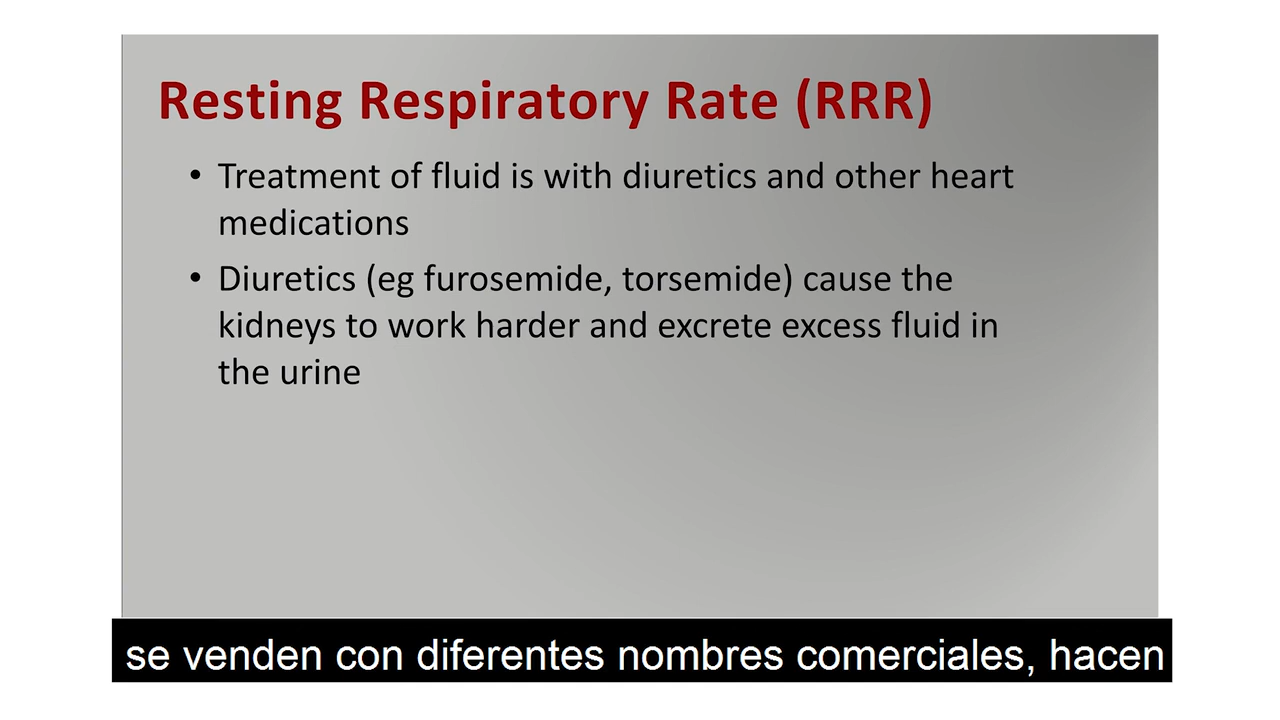 Resting Respiratory Rate (RRR)
• Treatment of fluid is with diuretics and other heart
medications
• Diuretics (eg furosemide, torsemide) cause the
kidneys to work harder and excrete excess fluid in
the urine
se venden con diferentes nombres comerciales, hacen